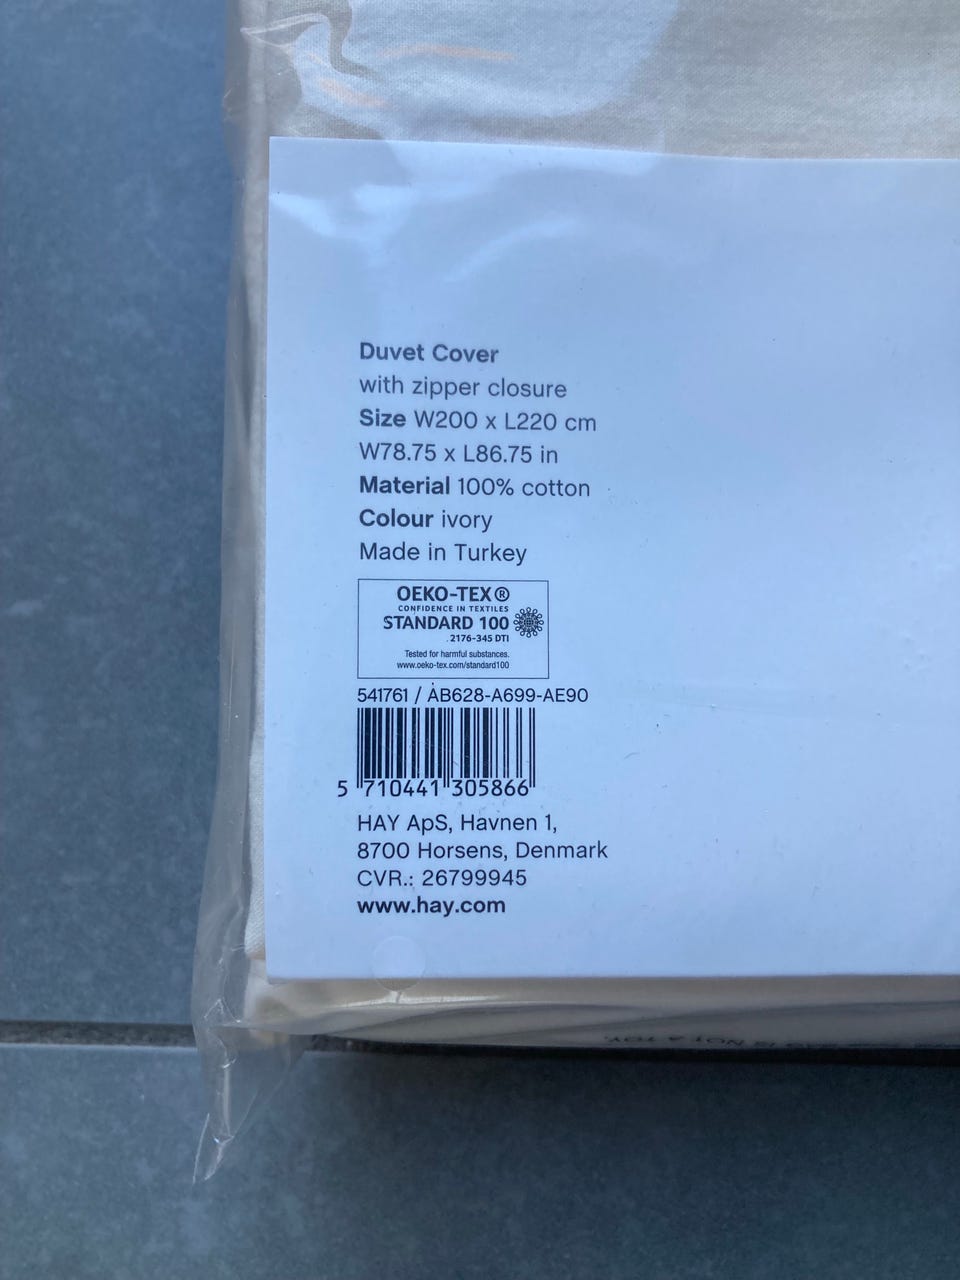 Duvet Cover
with zipper closure
Size W200 x L220 cm
W78.75 x L86.75 in
Material 100% cotton
Colour ivory
Made in Turkey
OEKO-TEX®
CONFIDENCE IN TEXTILES
STANDARD 100
2176-345 DTI
Tested for harmful substances.
www.oeko-tex.com/standard100
541761 / AB628-A699-AE90
5 710441 305866
HAY ApS, Havnen 1,
8700 Horsens, Denmark
CVR.: 26799945
www.hay.com
IS NOT A TOY.